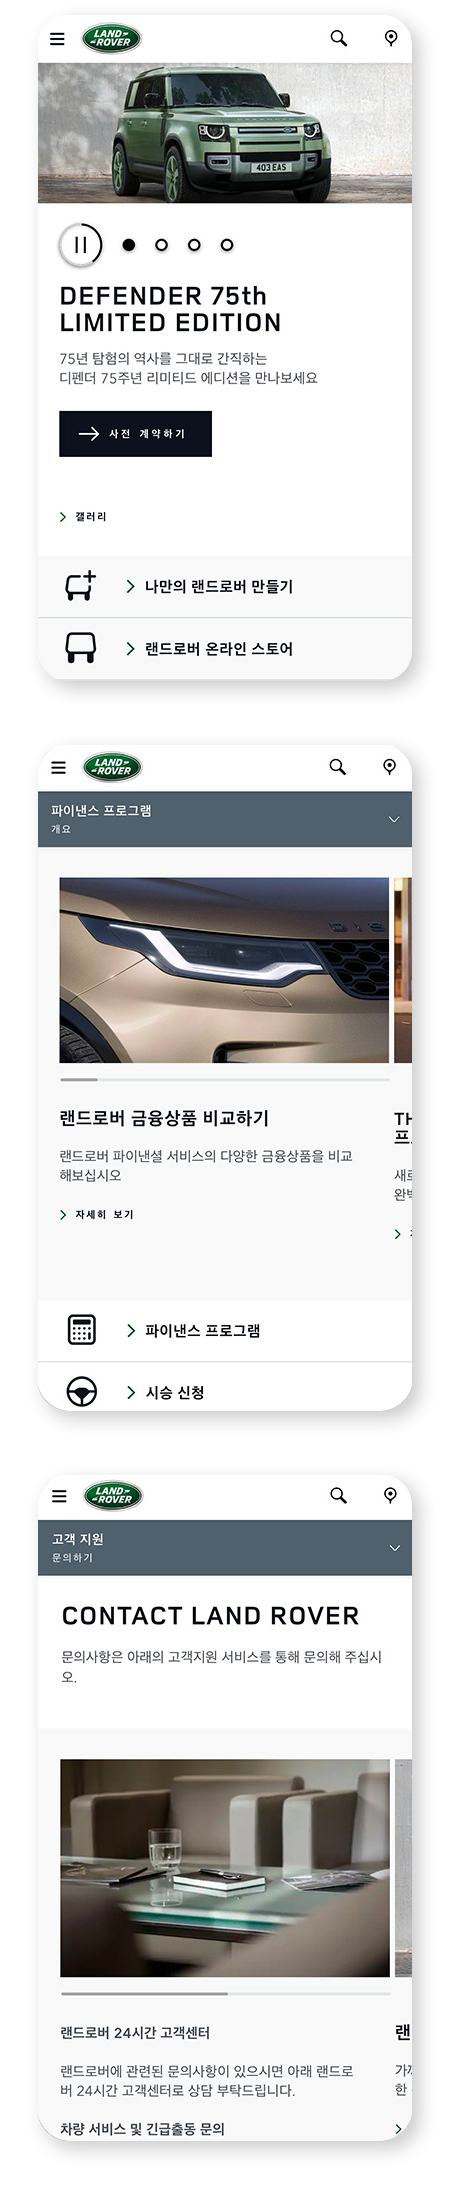 LAND
ROVER
403 EAS
DEFENDER 75th
LIMITED EDITION
75년 탐험의 역사를 그대로 간직하는
디펜더 75주년 리미티드 에디션을 만나보세요
사전 계약하기
갤러리
나만의 랜드로버 만들기
랜드로버 온라인 스토어
LAND
ROVER
파이낸스 프로그램
개요
DIS
랜드로버 금융상품 비교하기
랜드로버 파이낸셜 서비스의 다양한 금융상품을 비교
해보십시오
자세히 보기
TH
프
새로
완벽
파이낸스 프로그램
시승 신청
LAND
ROVER
고객 지원
문의하기
CONTACT LAND ROVER
문의사항은 아래의 고객지원 서비스를 통해 문의해 주십시
오.
랜드로버 24시간 고객센터
랜드로버에 관련된 문의사항이 있으시면 아래 랜드로
버 24시간 고객센터로 상담 부탁드립니다.
차량 서비스 및 긴급출동 문의
랜
가까
한